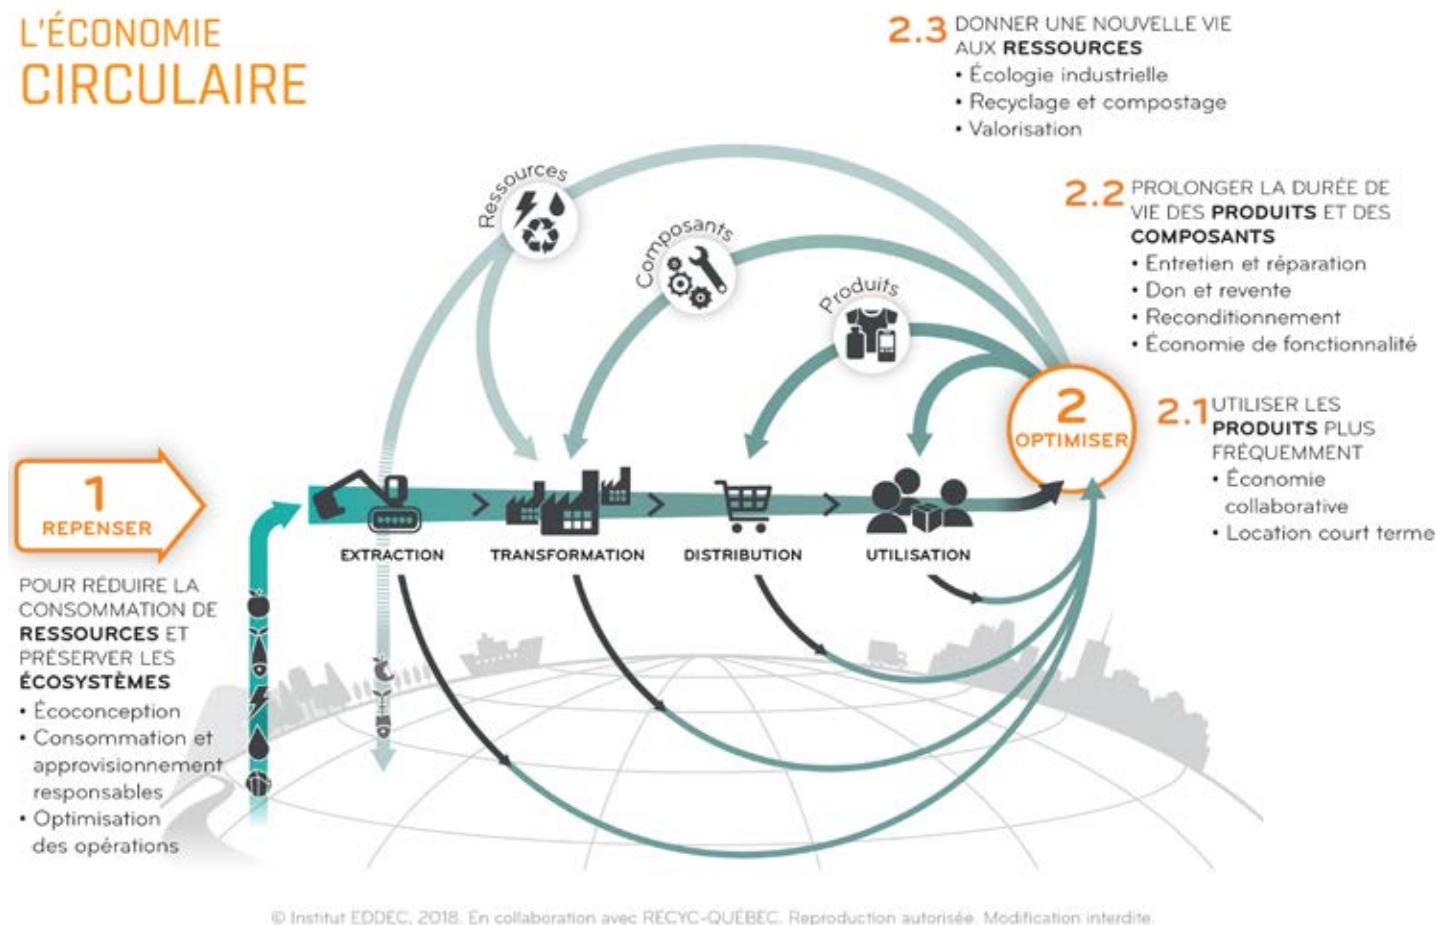 L'ÉCONOMIE
CIRCULAIRE
2.3 DONNER UNE NOUVELLE VIE
AUX RESSOURCES
• Écologie industrielle
• Recyclage et compostage
• Valorisation
2.2 PROLONGER LA DURÉE DE
VIE DES PRODUITS ET DES
COMPOSANTS
• Entretien et réparation
• Don et revente
• Reconditionnement
• Économie de fonctionnalité
2.1 UTILISER LES
PRODUITS PLUS
FRÉQUEMMENT
• Économie
collaborative
• Location court terme
Ressources
Composants
Produits
2
OPTIMISER
1
REPENSER
EXTRACTION
TRANSFORMATION
DISTRIBUTION
UTILISATION
POUR RÉDUIRE LA
CONSOMMATION DE
RESSOURCES ET
PRÉSERVER LES
ÉCOSYSTÈMES
• Écoconception
• Consommation et
approvisionnement
responsables
• Optimisation
des opérations
© Institut EDDEC, 2018. En collaboration avec RECYC-QUÉBEC. Reproduction autorisée. Modification interdite.